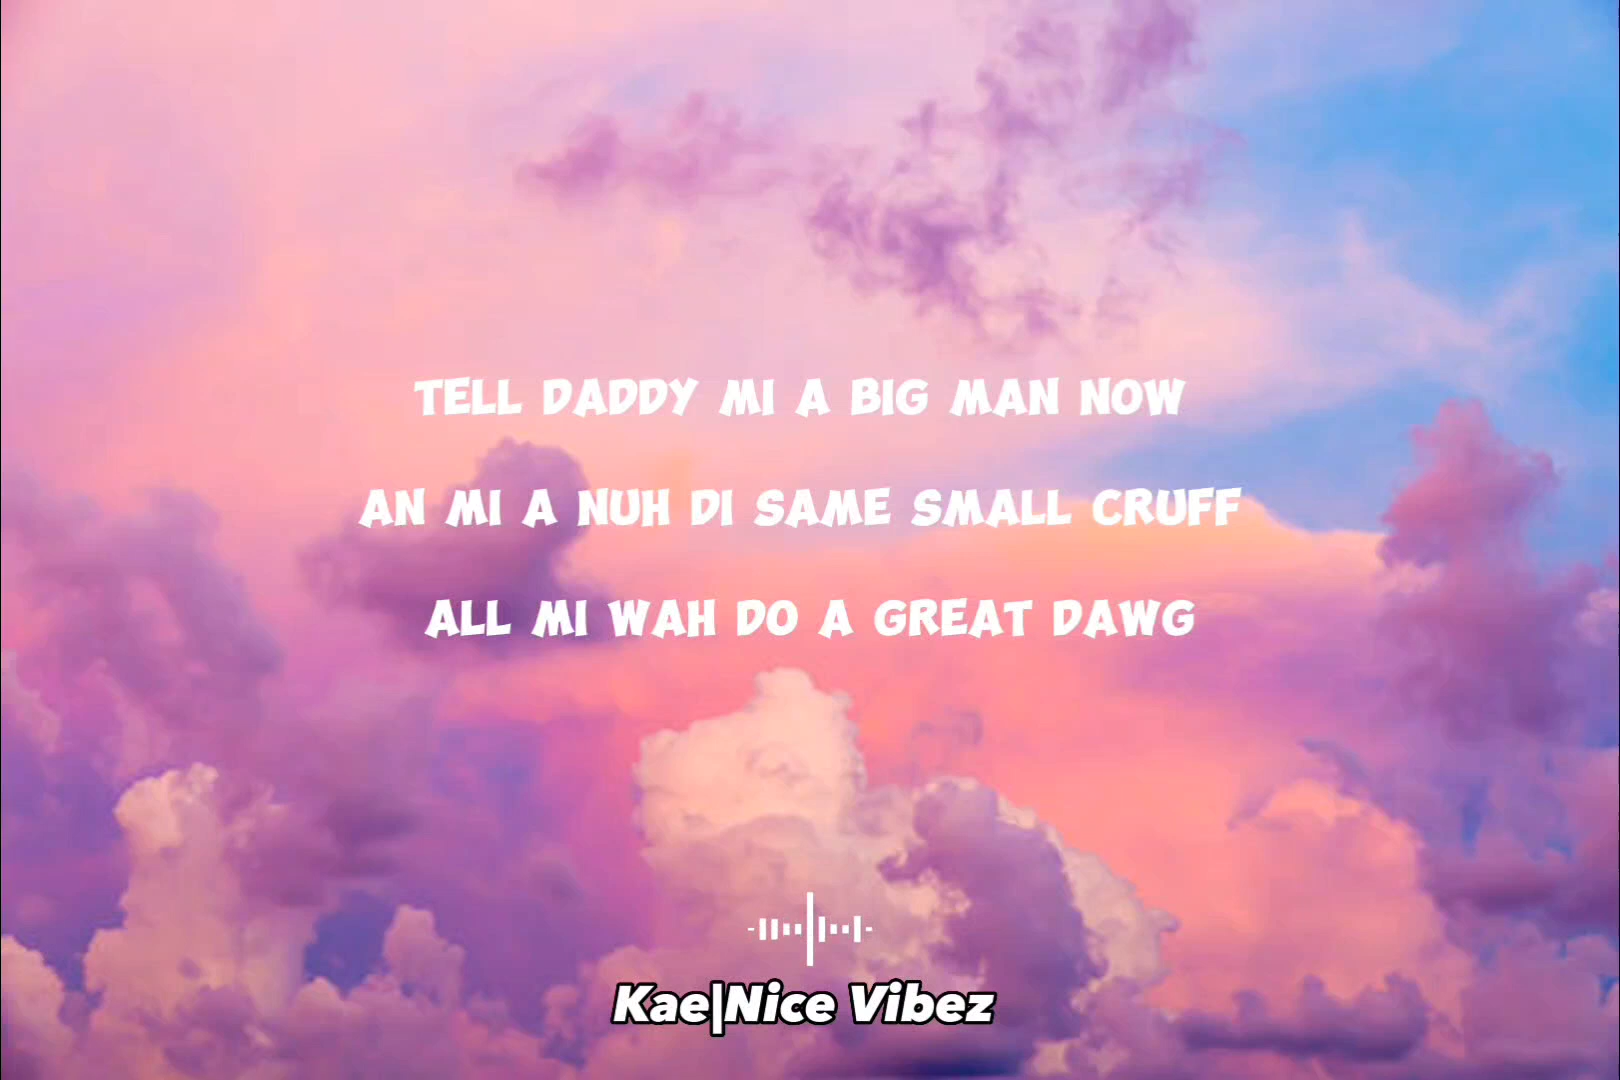 TELL DADDY MI A BIG MAN NOW
AN MI A NUH DI SAME SMALL CRUFF
ALL MI WAH DO A GREAT DAWG
Kae|Nice Vibez